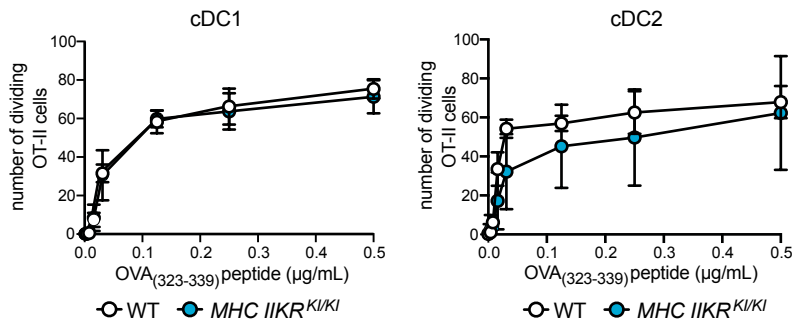 cDC1
number of dividing
OT-II cells
100
80
60
40
20
0
0.0 0.1 0.2 0.3 0.4 0.5
OVA(323-339) peptide (µg/mL)
WT MHC IIKR KI/KI
cDC2
number of dividing
OT-II cells
100
80
60
40
20
0
0.0 0.1 0.2 0.3 0.4 0.5
OVA(323-339) peptide (µg/mL)
WT MHC IIKR KI/KI